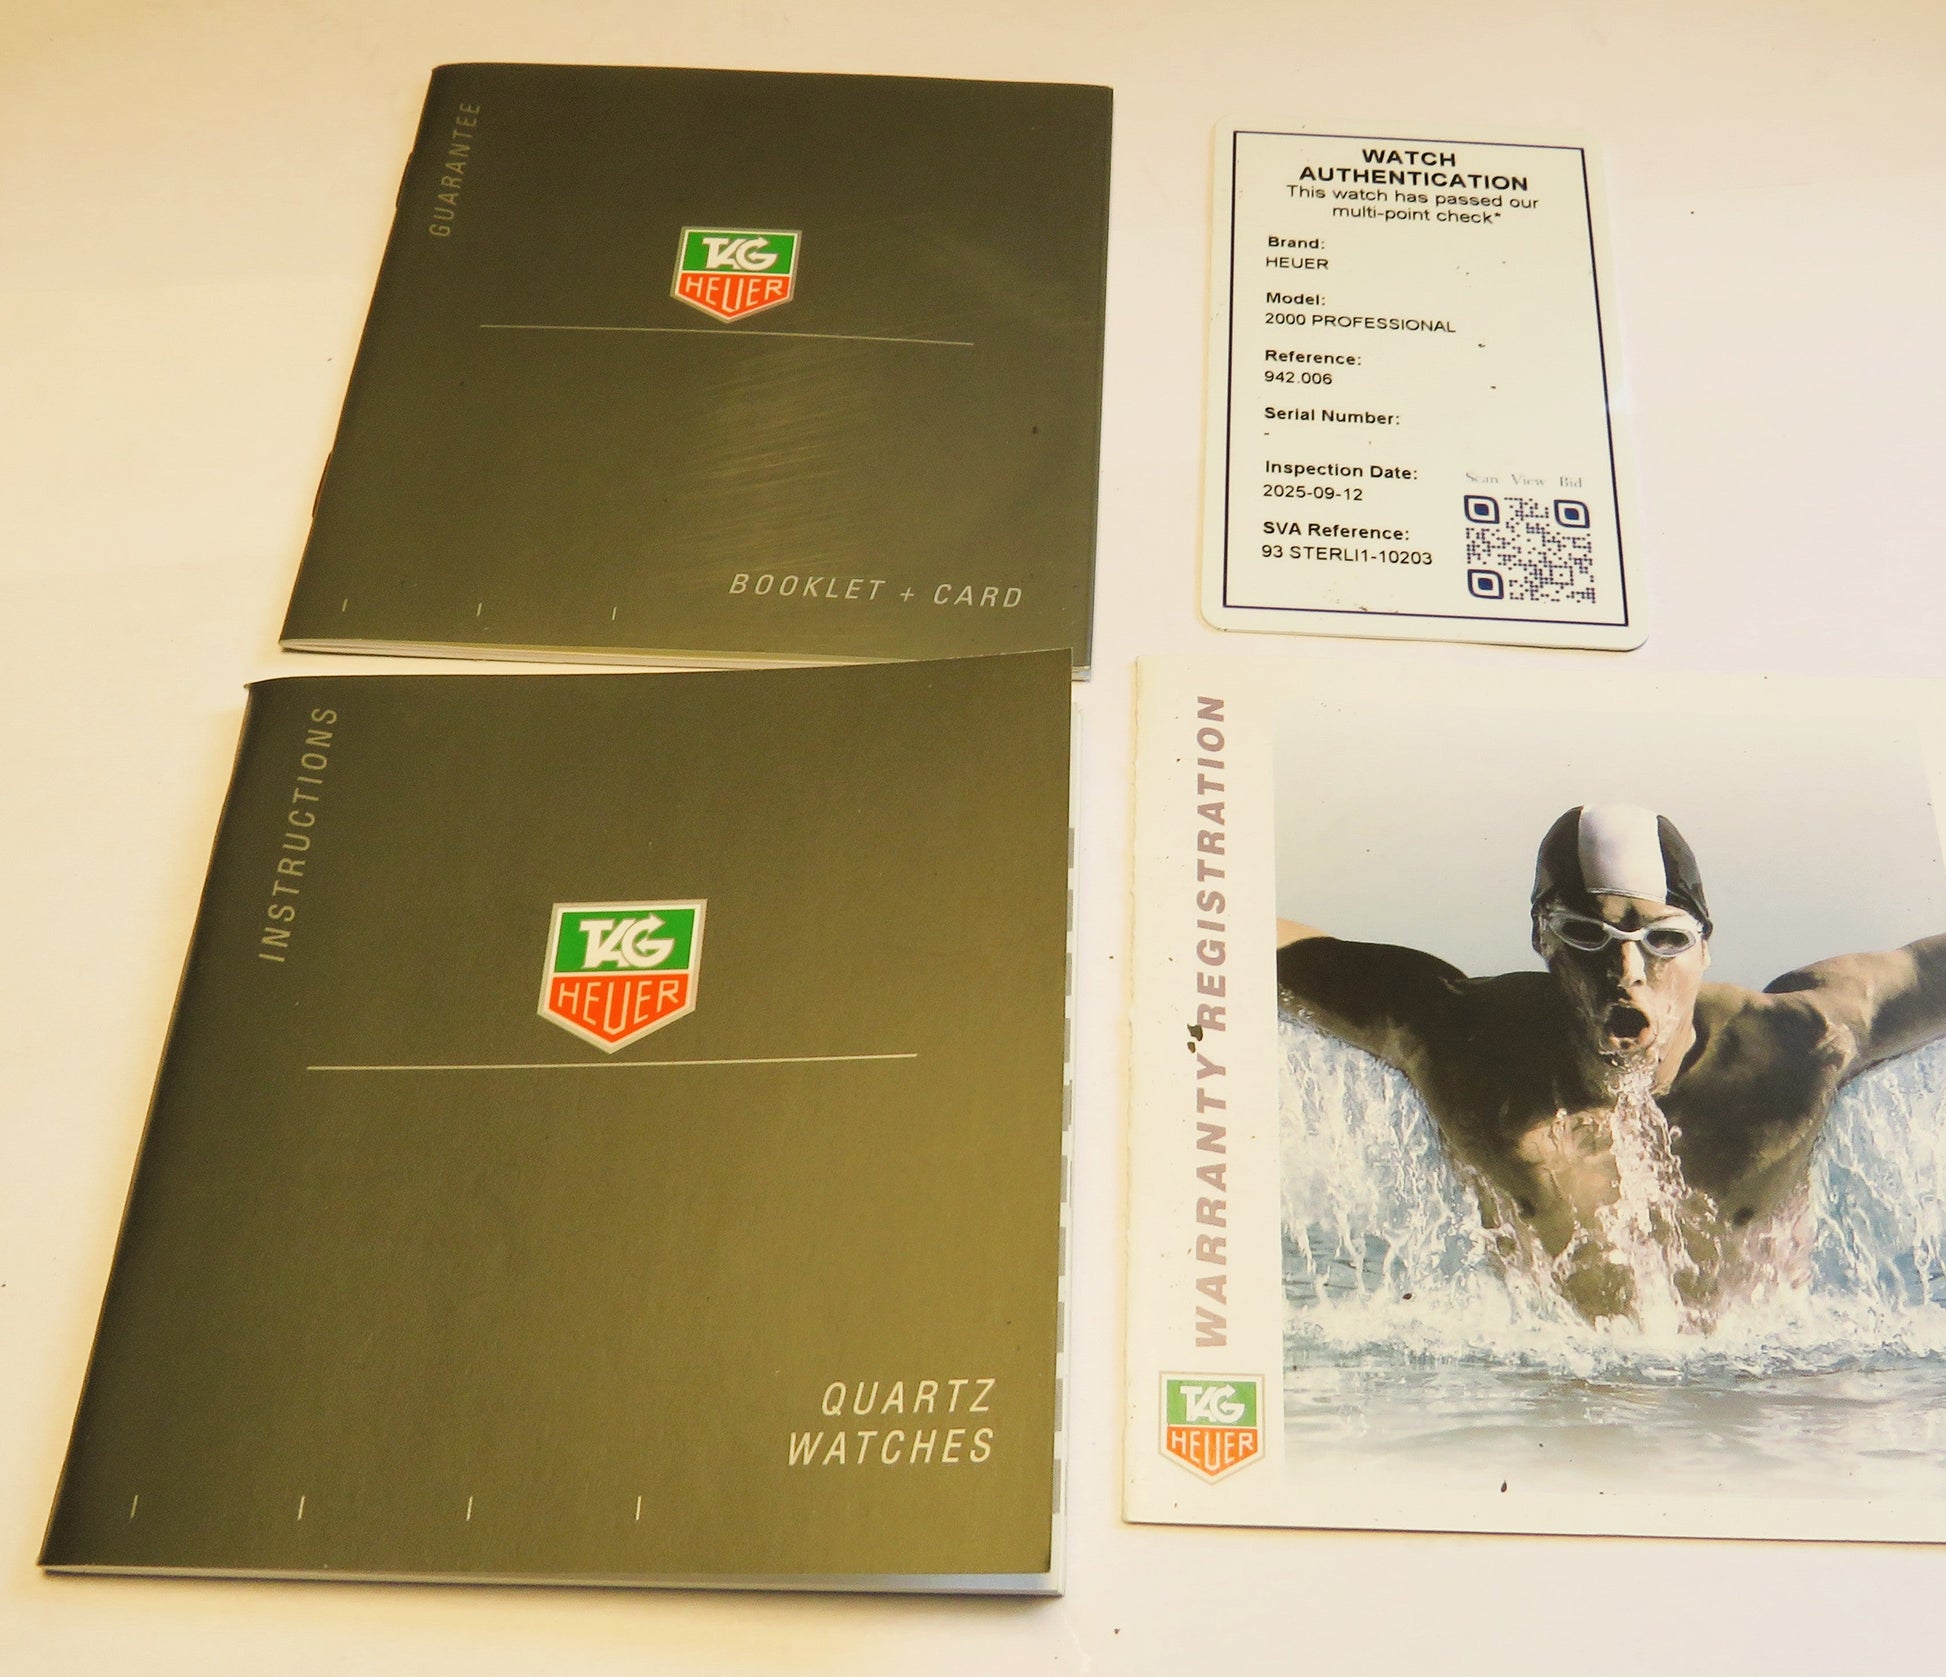 GUARANTEE
TAG
HEUER
BOOKLET + CARD
WATCH
AUTHENTICATION
This watch has passed our
multi-point check*
Brand:
HEUER
Model:
2000 PROFESSIONAL
Reference:
942.006
Serial Number:
-
Inspection Date:
2025-09-12
Scan View Bid
SVA Reference:
93 STERLI1-10203
INSTRUCTIONS
TAG
HEUER
QUARTZ
WATCHES
WARRANTY REGISTRATION
TAG
HEUER